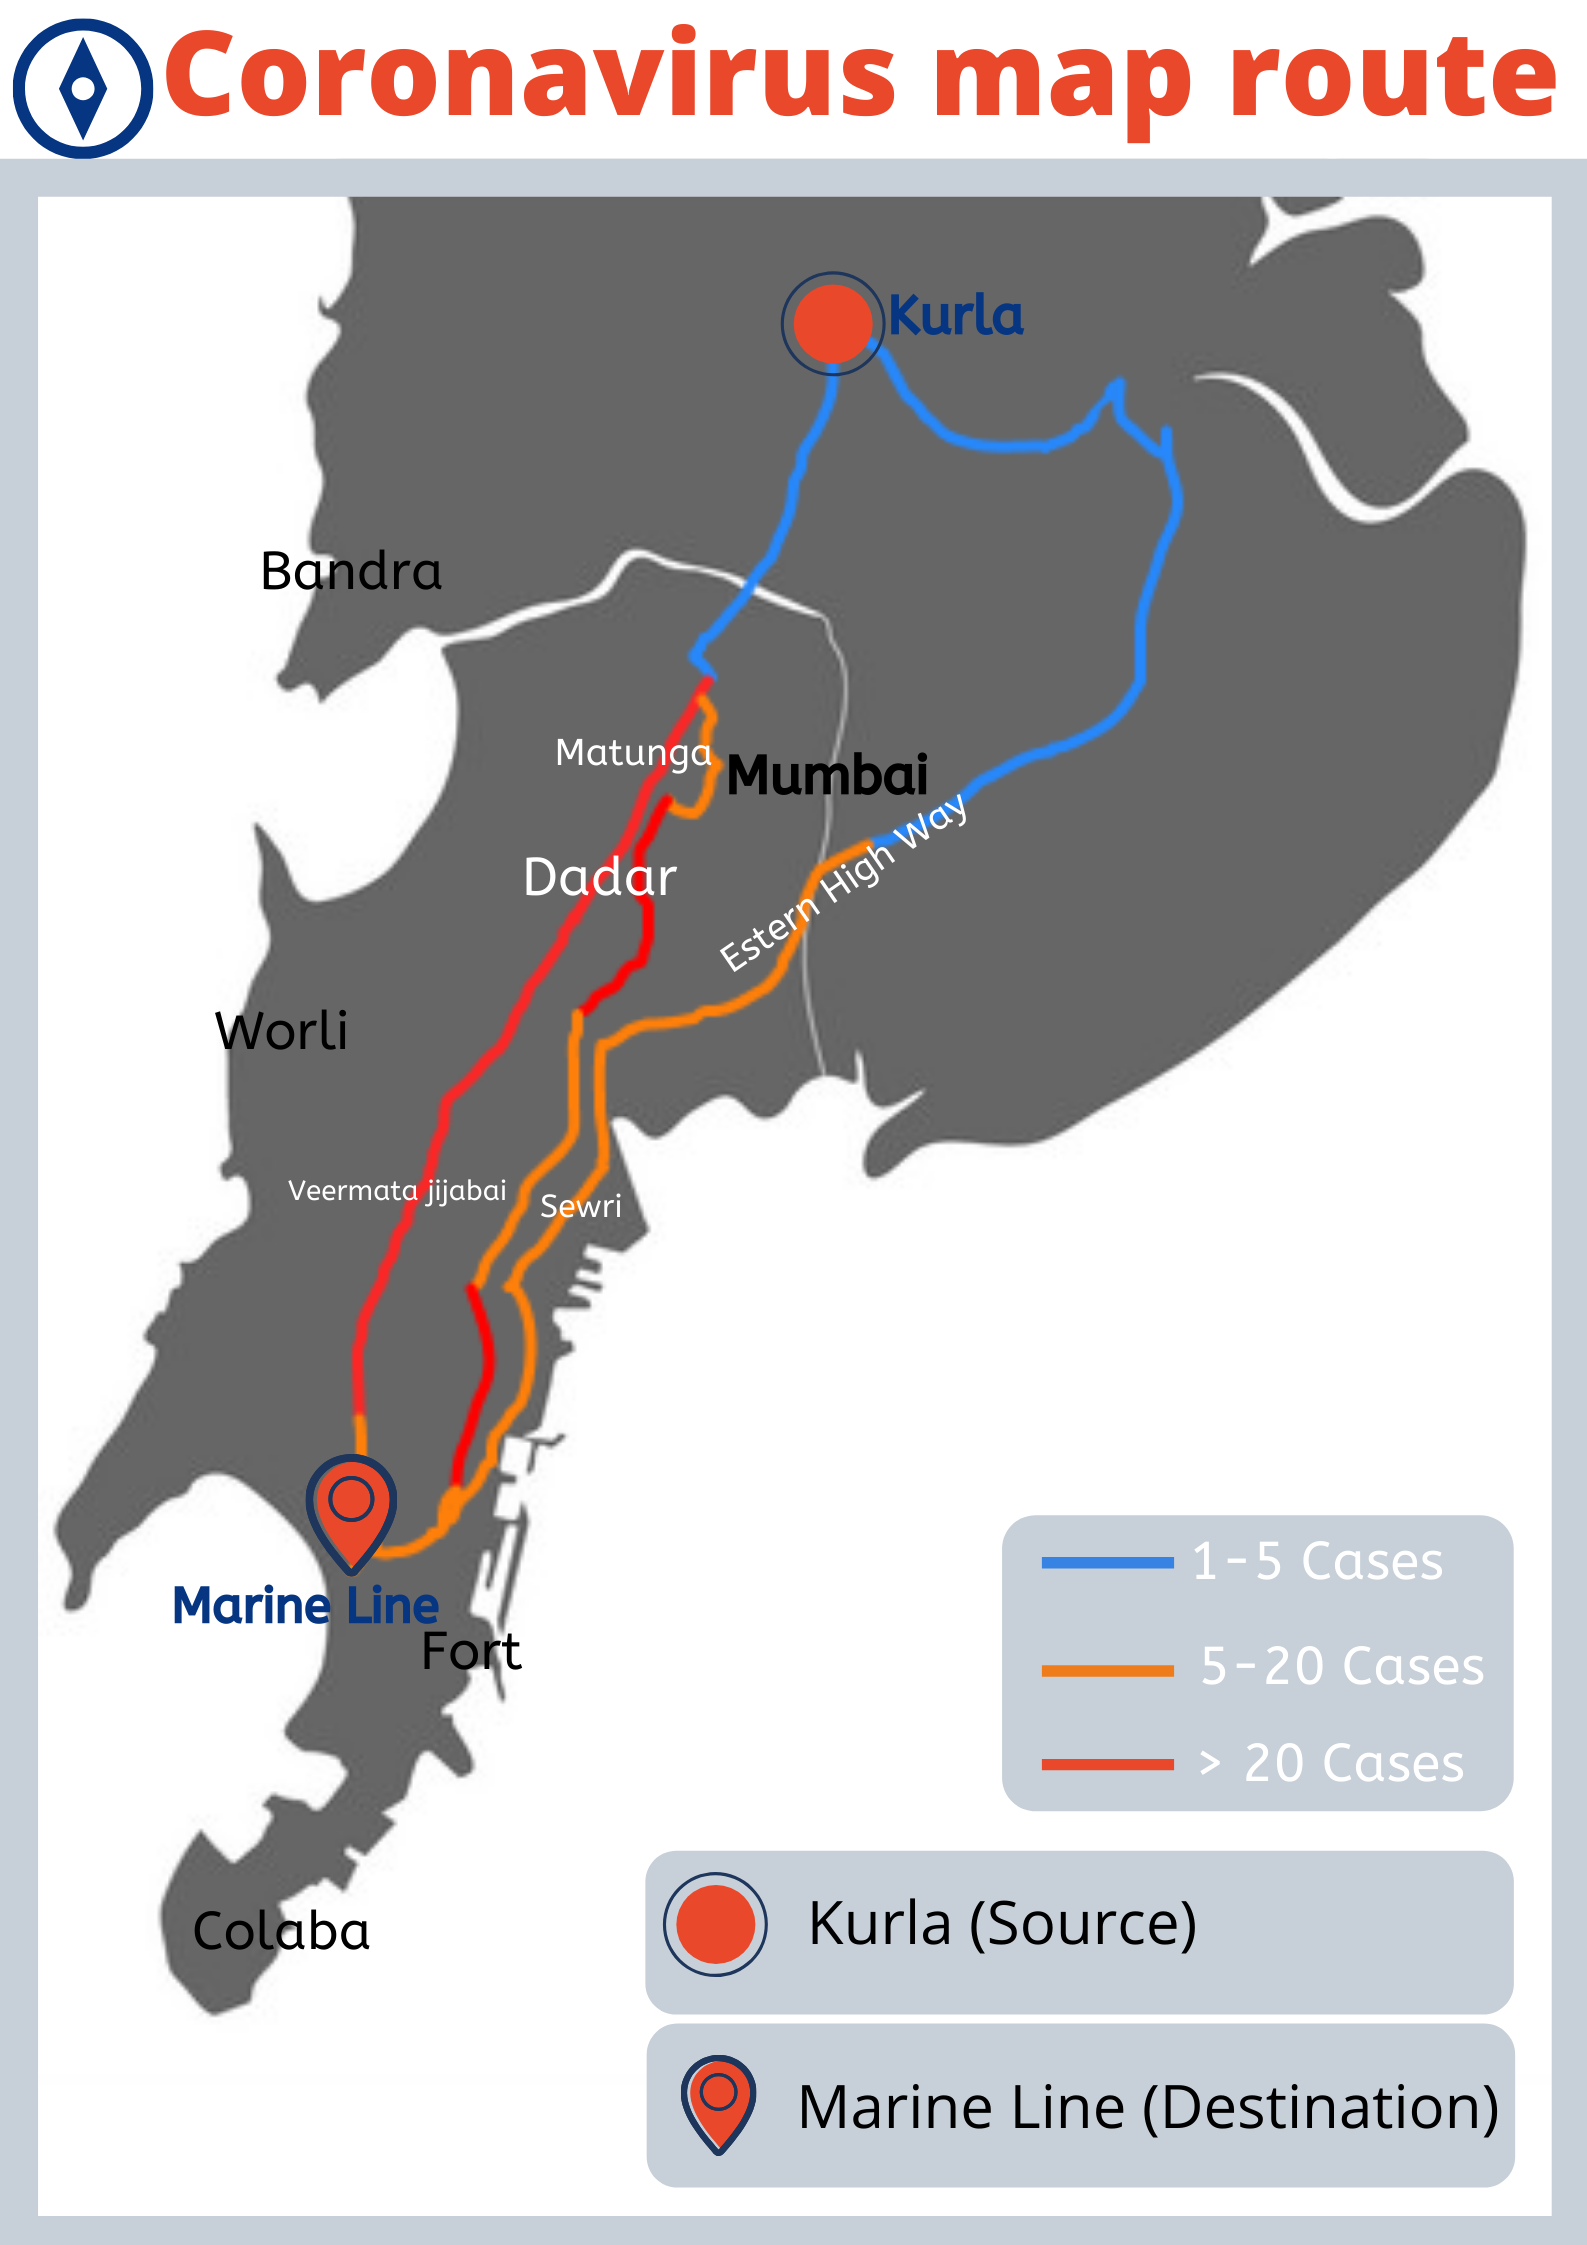 Coronavirus map route
Kurla
Bandra
Matunga
Mumbai
Dadar
Estern High Way
Worli
Veermata jijabai
Sewri
Marine Line
Fort
Colaba
1-5 Cases
5-20 Cases
> 20 Cases
Kurla (Source)
Marine Line (Destination)